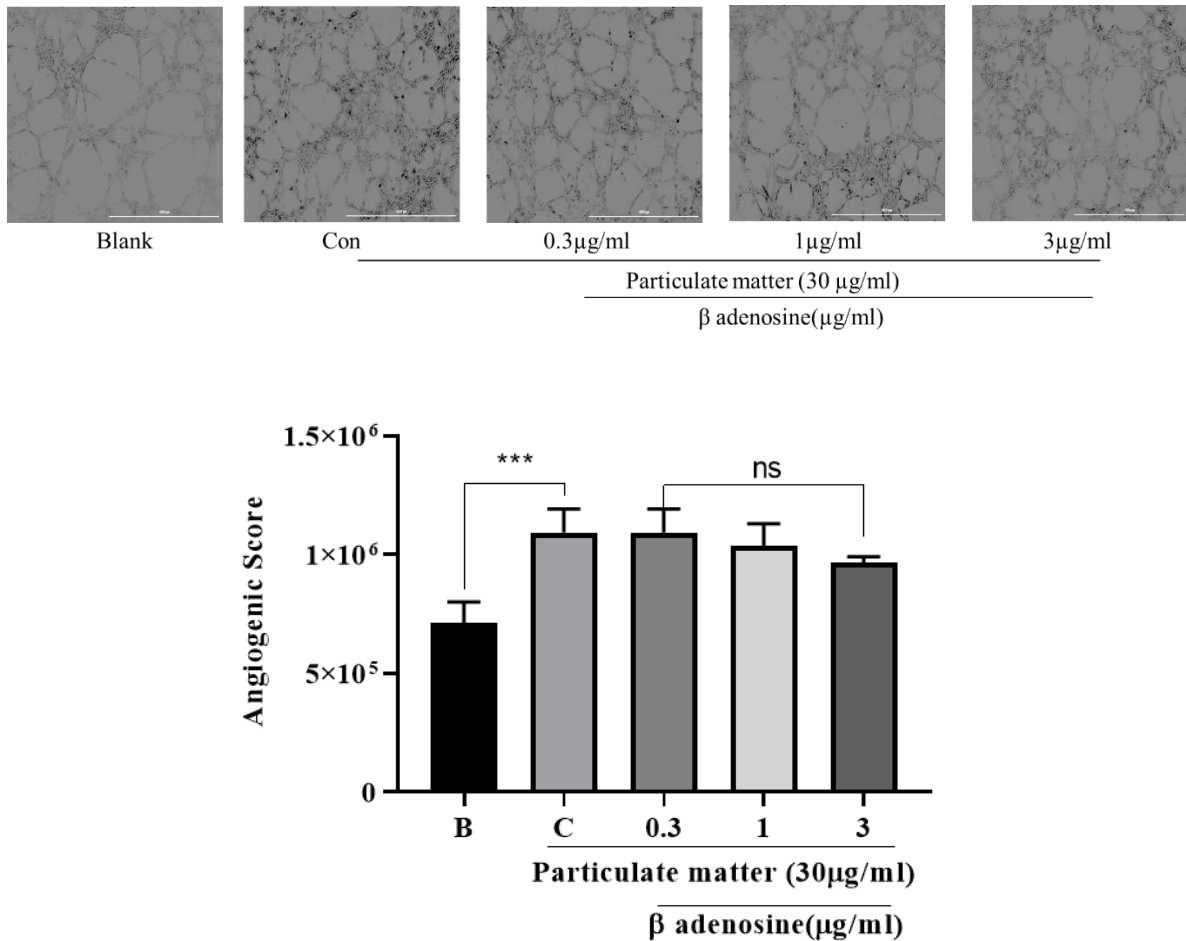 Blank Con 0.3µg/ml 1µg/ml 3µg/ml
Particulate matter (30 µg/ml)
β adenosine(µg/ml)
1.5×10⁶
1×10⁶
5×10⁵
0
Angiogenic Score
***
ns
B C 0.3 1 3
Particulate matter (30µg/ml)
β adenosine(µg/ml)